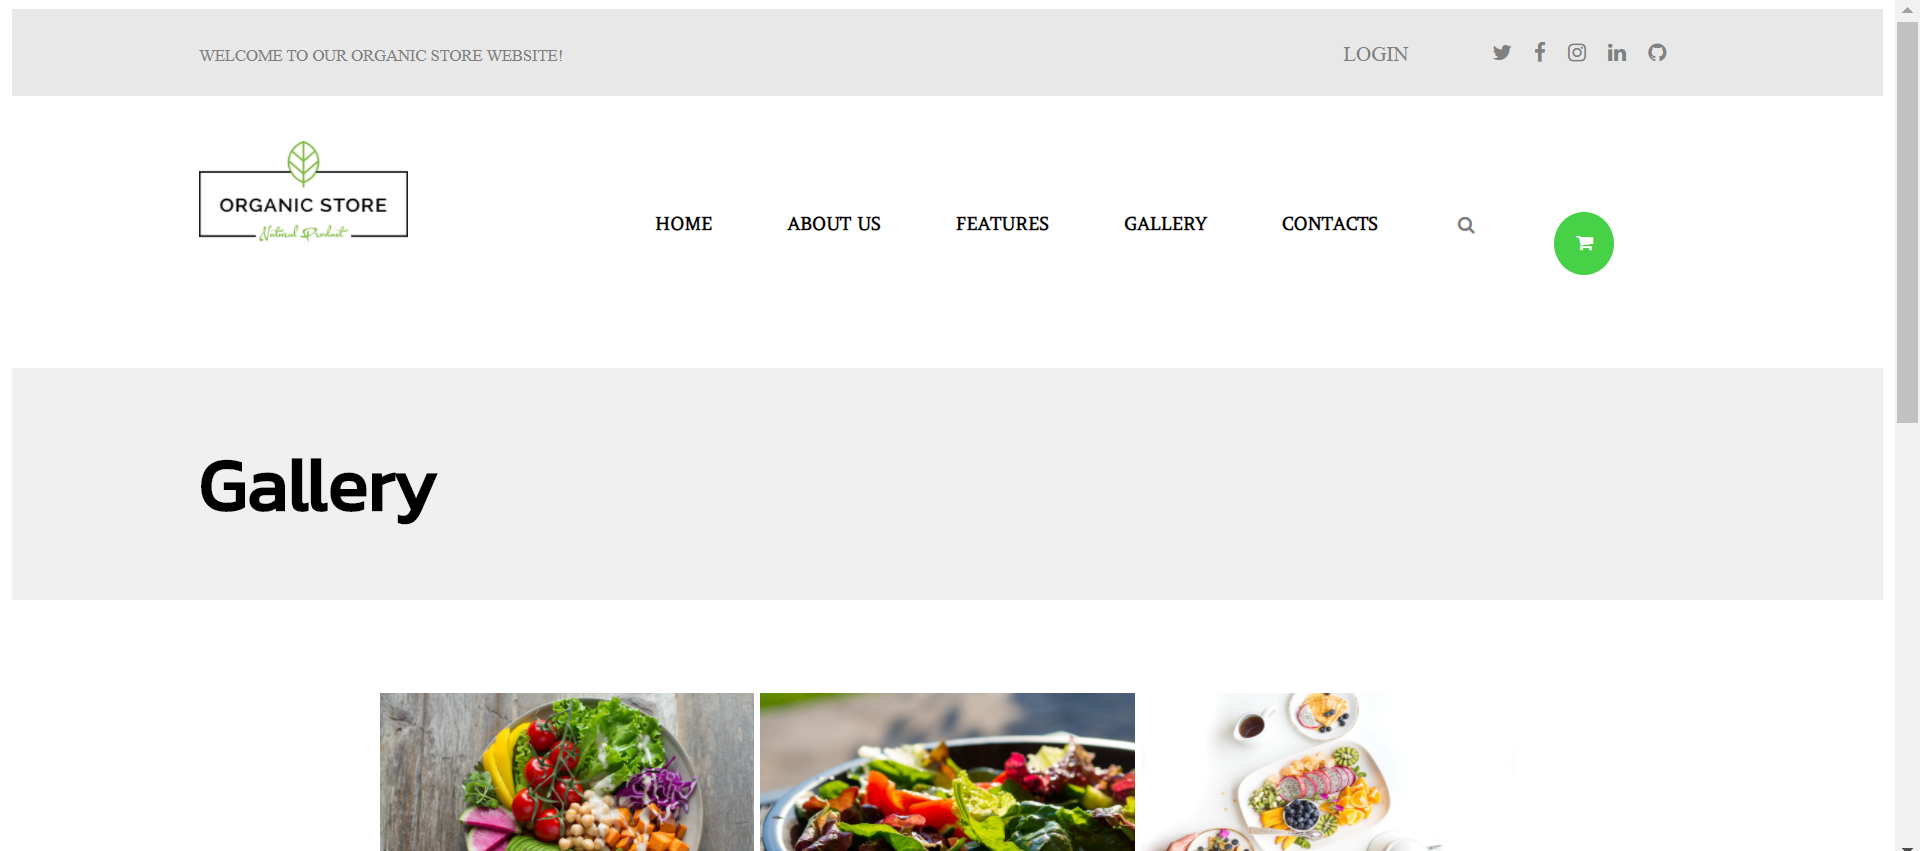 WELCOME TO OUR ORGANIC STORE WEBSITE!
LOGIN
ORGANIC STORE
Natural Product
HOME
ABOUT US
FEATURES
GALLERY
CONTACTS
Gallery